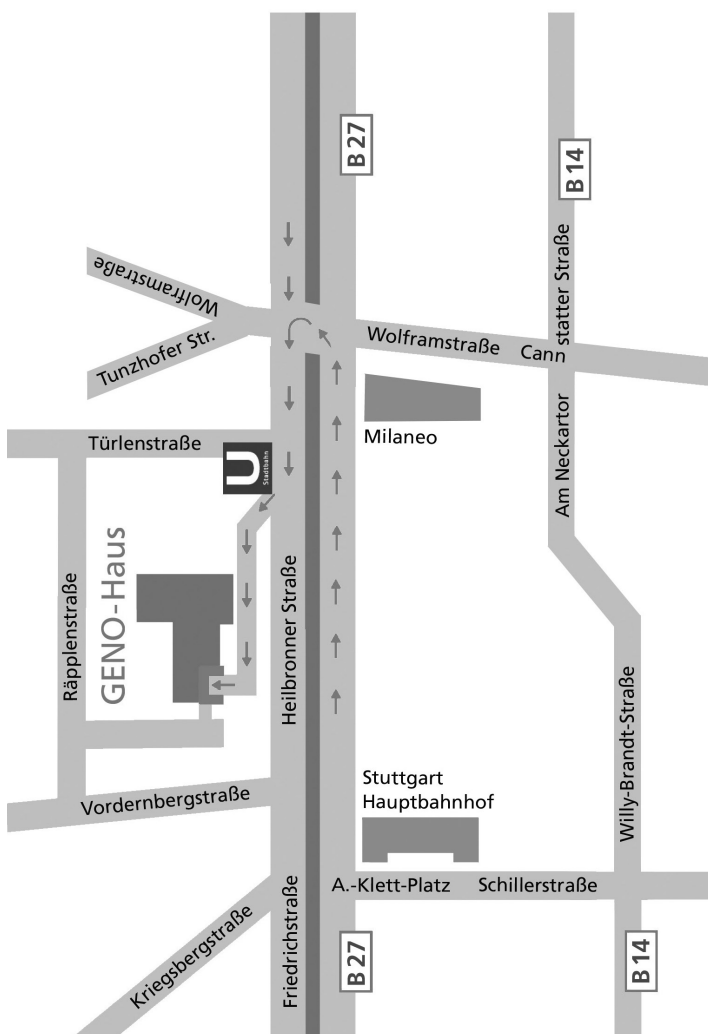 B 27
B 14
Wolframstraße
Tunzhofer Str.
Wolframstraße
Cannstatter Straße
Türlenstraße
U
Stadtbahn
Milaneo
Am Neckartor
GENO-Haus
Räpplenstraße
Heilbronner Straße
Willy-Brandt-Straße
Stuttgart
Hauptbahnhof
Vordernbergstraße
A.-Klett-Platz
Schillerstraße
Kriegsbergstraße
Friedrichstraße
B 27
B 14